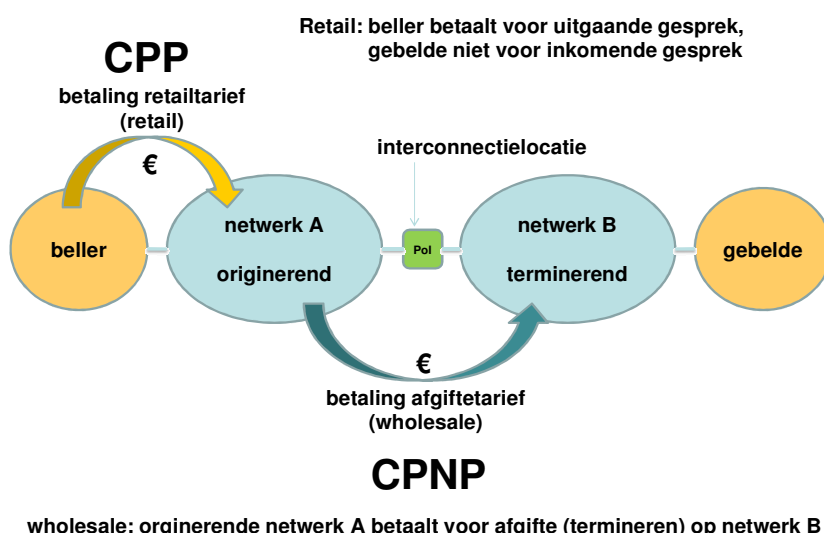 Retail: beller betaalt voor uitgaande gesprek,
gebelde niet voor inkomende gesprek
CPP
betaling retailtarief
(retail)
€
interconnectielocatie
beller
netwerk A
originerend
PoI
netwerk B
terminerend
gebelde
€
betaling afgiftetarief
(wholesale)
CPNP
wholesale: orginerende netwerk A betaalt voor afgifte (termineren) op netwerk B